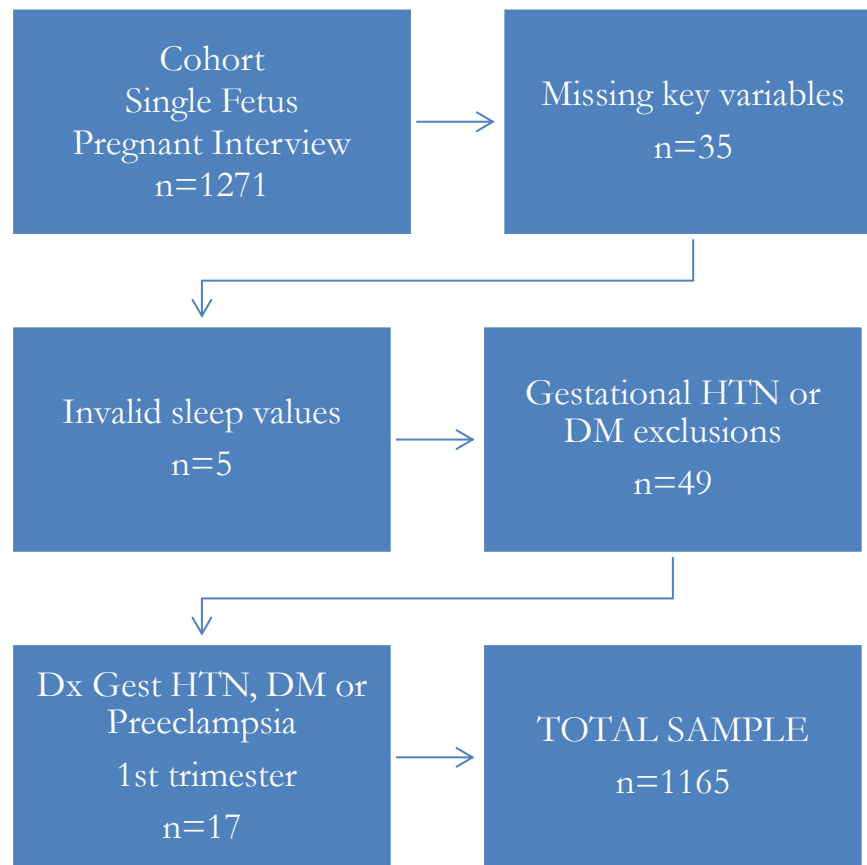 Cohort
Single Fetus
Pregnant Interview
n=1271
Missing key variables
n=35
Invalid sleep values
n=5
Gestational HTN or
DM exclusions
n=49
Dx Gest HTN, DM or
Preeclampsia
1st trimester
n=17
TOTAL SAMPLE
n=1165